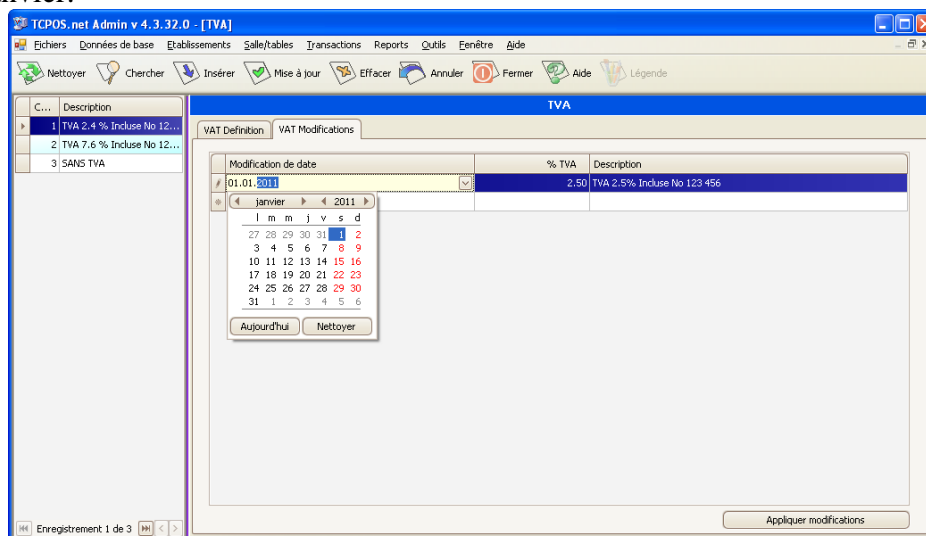 TCPOS.net Admin v 4.3.32.0 - [TVA]
Fichiers Données de base Etablissements Salle/tables Transactions Reports Outils Fenêtre Aide
Nettoyer Chercher Insérer Mise à jour Effacer Annuler Fermer Aide Légende
C... Description
1 TVA 2.4 % Incluse No 12...
2 TVA 7.6 % Incluse No 12...
3 SANS TVA
TVA
VAT Definition VAT Modifications
Modification de date % TVA Description
01.01.2011 2.50 TVA 2.5% Incluse No 123 456
janvier 2011
l m m j v s d
27 28 29 30 31 1 2
3 4 5 6 7 8 9
10 11 12 13 14 15 16
17 18 19 20 21 22 23
24 25 26 27 28 29 30
31 1 2 3 4 5 6
Aujourd'hui Nettoyer
Appliquer modifications
Enregistrement 1 de 3